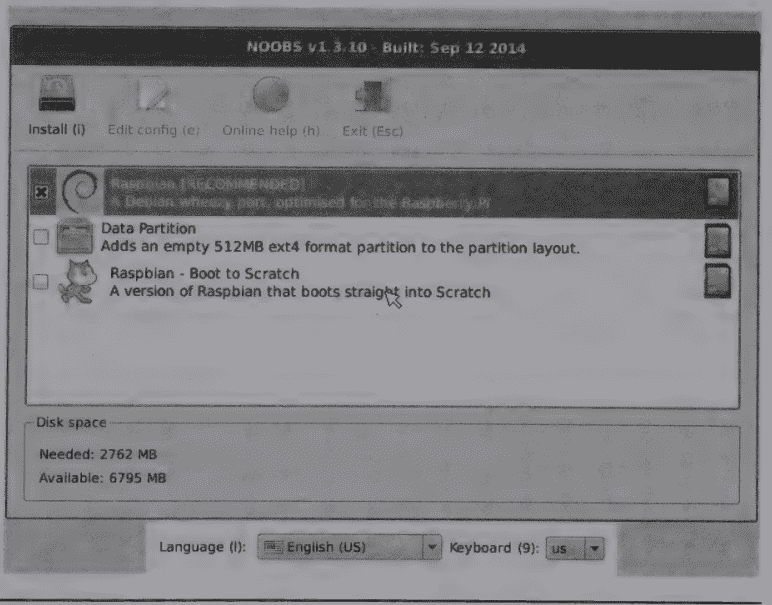 NOOBS v1.3.10 - Built: Sep 12 2014
Install (i) Edit config (e) Online help (h) Exit (Esc)
Raspbian [RECOMMENDED]
A Debian wheezy port, optimised for the Raspberry Pi
Data Partition
Adds an empty 512MB ext4 format partition to the partition layout.
Raspbian - Boot to Scratch
A version of Raspbian that boots straight into Scratch
Disk space
Needed: 2762 MB
Available: 6795 MB
Language (l): English (US) Keyboard (9): us